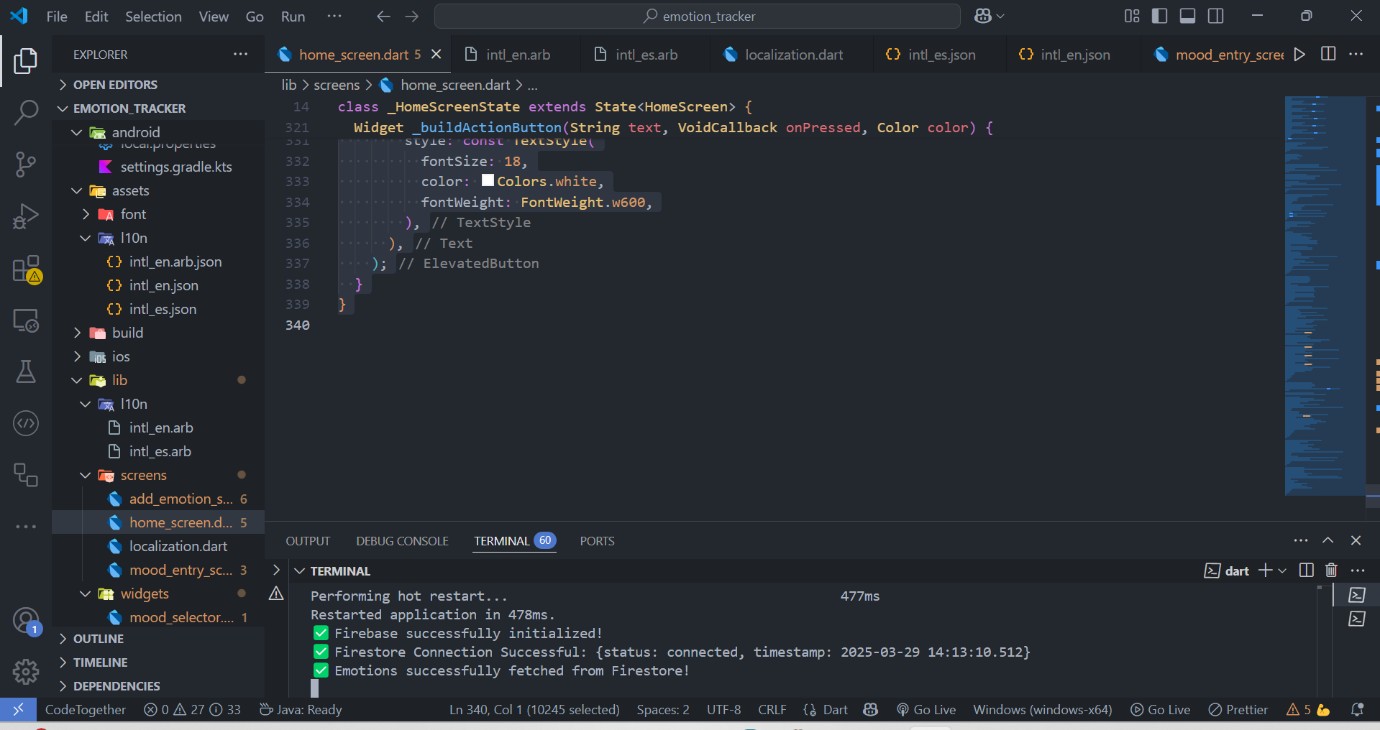 File Edit Selection View Go Run ··· emotion_tracker
EXPLORER ···
OPEN EDITORS
EMOTION_TRACKER
android
local.properties
settings.gradle.kts
assets
font
l10n
intl_en.arb.json
intl_en.json
intl_es.json
build
ios
lib
l10n
intl_en.arb
intl_es.arb
screens
add_emotion_s... 6
home_screen.d... 5
localization.dart
mood_entry_sc... 3
widgets
mood_selector.... 1
OUTLINE
TIMELINE
DEPENDENCIES
home_screen.dart 5 intl_en.arb intl_es.arb localization.dart intl_es.json intl_en.json mood_entry_scree
lib > screens > home_screen.dart > ...
14 class _HomeScreenState extends State<HomeScreen> {
321 Widget _buildActionButton(String text, VoidCallback onPressed, Color color) {
331 style: const TextStyle(
332 fontSize: 18,
333 color: Colors.white,
334 fontWeight: FontWeight.w600,
335 ), // TextStyle
336 ), // Text
337 ); // ElevatedButton
338 }
339 }
340
OUTPUT DEBUG CONSOLE TERMINAL 60 PORTS
TERMINAL dart
Performing hot restart... 477ms
Restarted application in 478ms.
✅ Firebase successfully initialized!
✅ Firestore Connection Successful: {status: connected, timestamp: 2025-03-29 14:13:10.512}
✅ Emotions successfully fetched from Firestore!
1
CodeTogether 0 27 33 Java: Ready Ln 340, Col 1 (10245 selected) Spaces: 2 UTF-8 CRLF Dart Go Live Windows (windows-x64) Go Live Prettier 5 💪